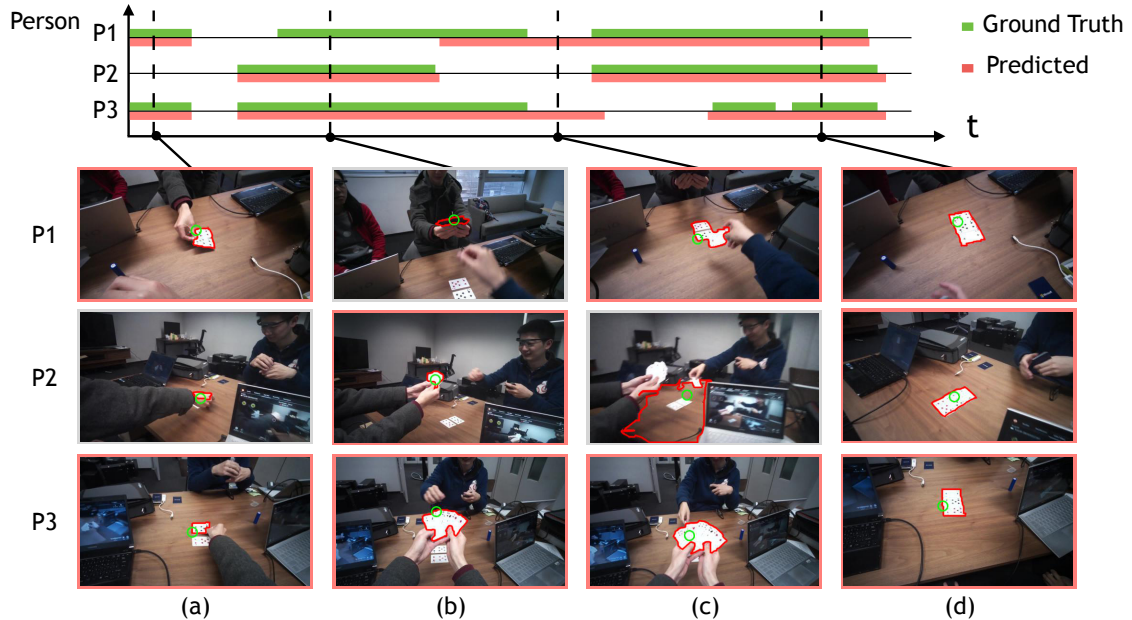 Person
P1
P2
P3
Ground Truth
Predicted
t
P1
P2
P3
(a)
(b)
(c)
(d)